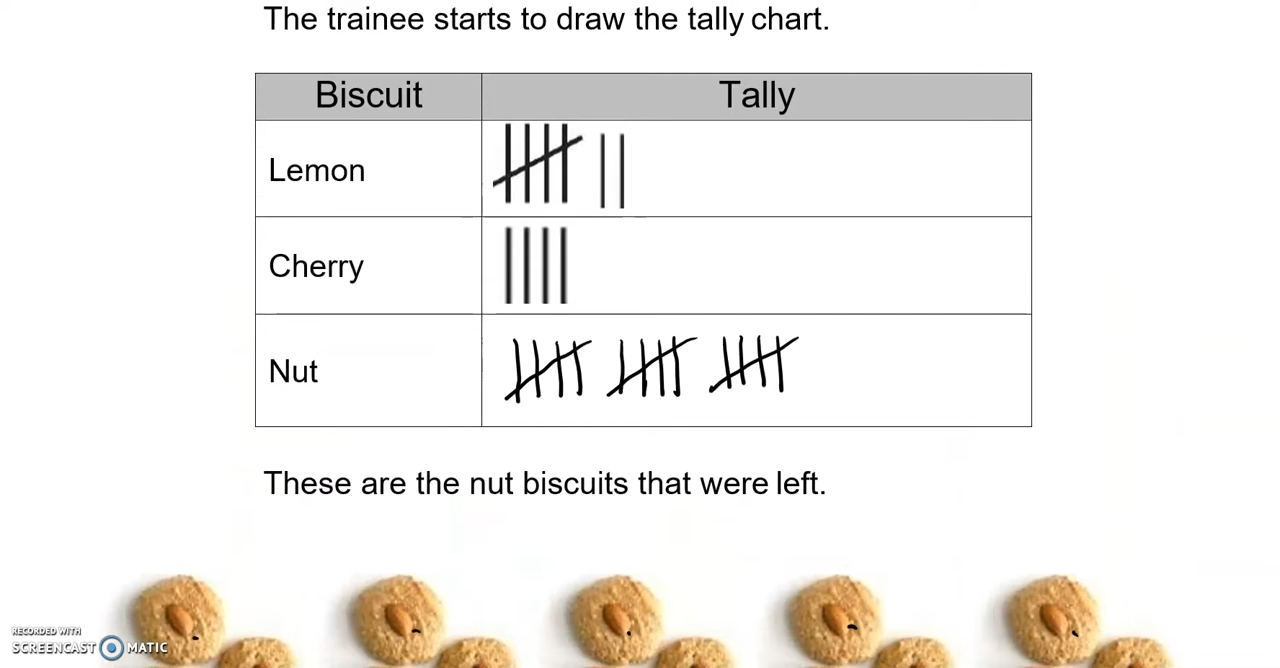 The trainee starts to draw the tally chart.
Biscuit Tally
Lemon
Cherry
Nut
These are the nut biscuits that were left.
RECORDED WITH
SCREENCAST MATIC